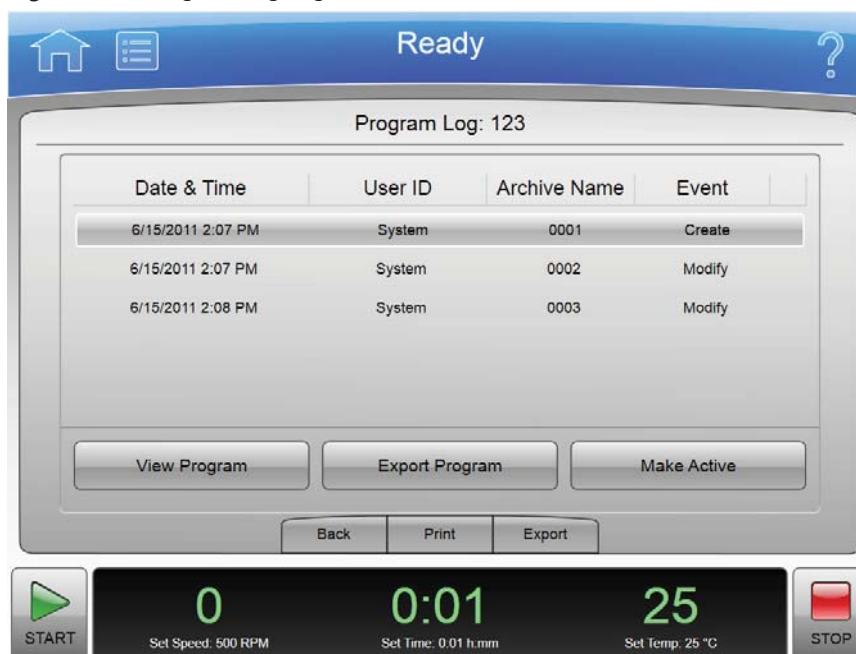 Ready
?
Program Log: 123
Date & Time User ID Archive Name Event
6/15/2011 2:07 PM System 0001 Create
6/15/2011 2:07 PM System 0002 Modify
6/15/2011 2:08 PM System 0003 Modify
View Program Export Program Make Active
Back Print Export
0 0:01 25
START Set Speed: 500 RPM Set Time: 0:01 h:mm Set Temp: 25 °C STOP